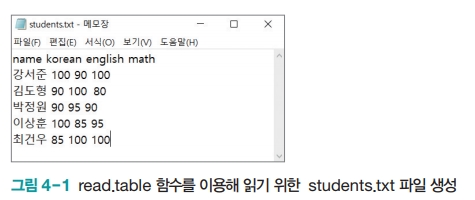 students.txt - 메모장
파일(F) 편집(E) 서식(O) 보기(V) 도움말(H)
name korean english math
강서준 100 90 100
김도형 90 100  80
박정원 90 95 90
이상훈 100 85 95
최건우 85 100 100
그림 4-1 read.table 함수를 이용해 읽기 위한 students.txt 파일 생성